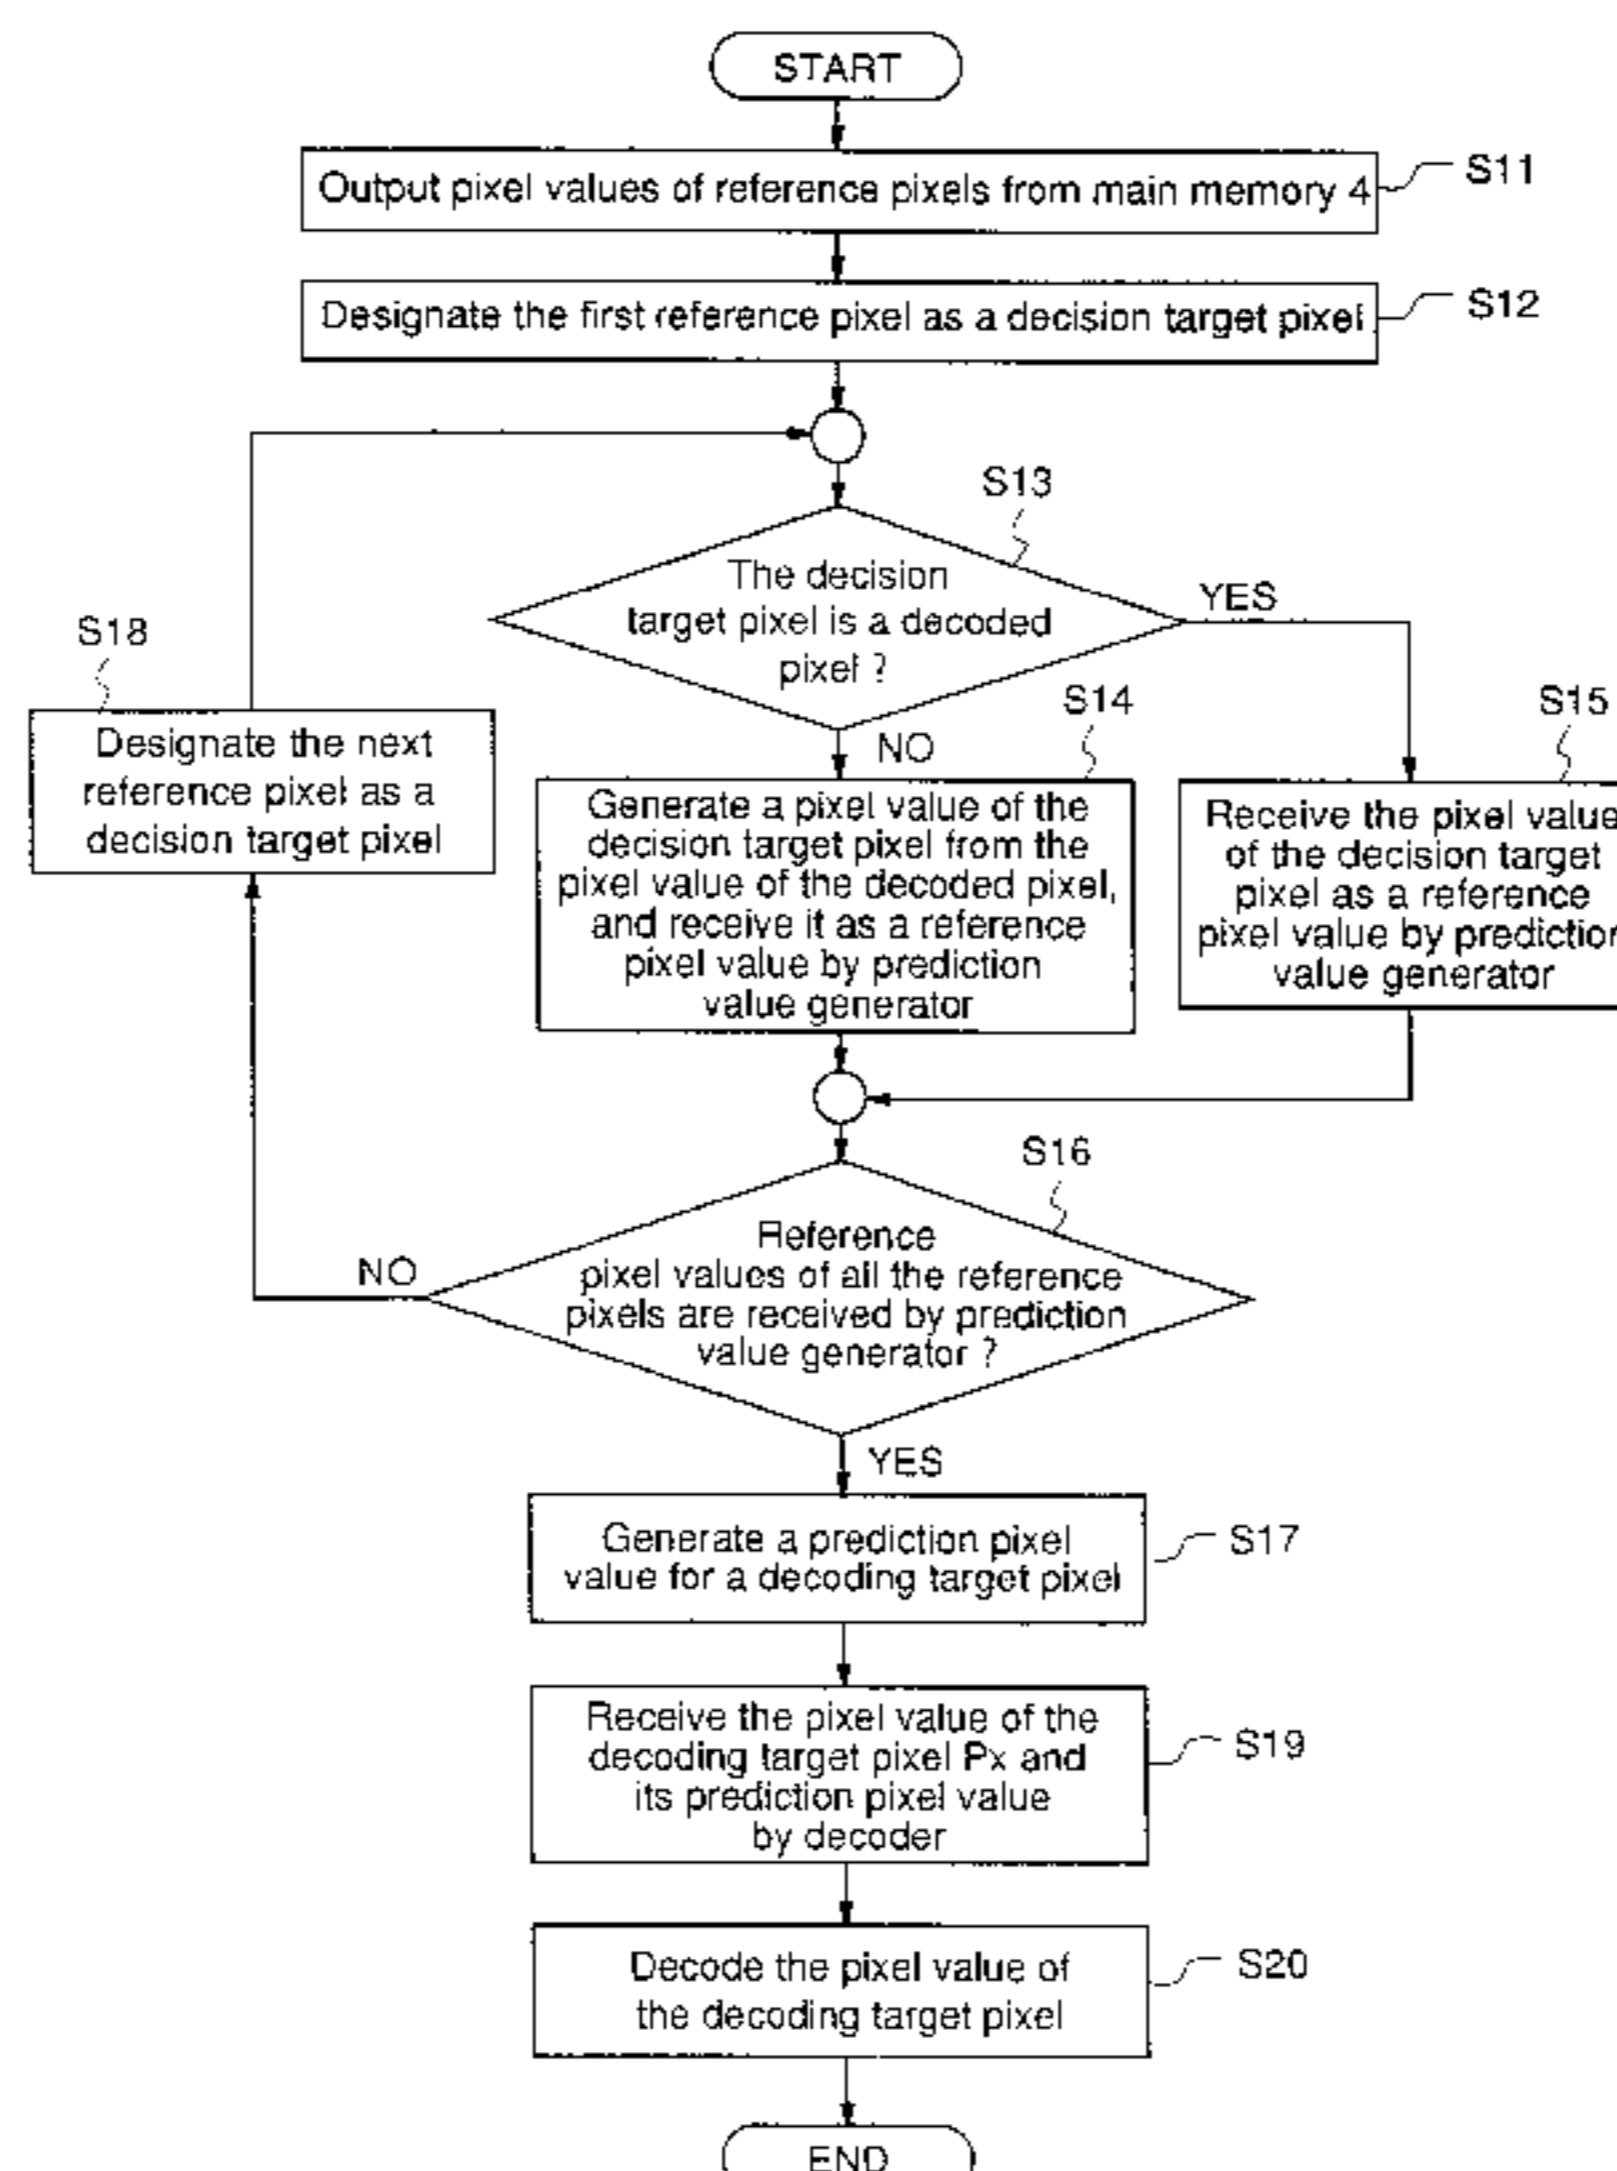 START
Output pixel values of reference pixels from main memory 4
S11
Designate the first reference pixel as a decision target pixel
S12
S13
The decision
target pixel is a decoded
pixel ?
YES
NO
S18
Designate the next
reference pixel as a
decision target pixel
S14
Generate a pixel value of the
decision target pixel from the
pixel value of the decoded pixel,
and receive it as a reference
pixel value by prediction
value generator
S15
Receive the pixel value
of the decision target
pixel as a reference
pixel value by prediction
value generator
S16
Reference
pixel values of all the reference
pixels are received by prediction
value generator ?
NO
YES
Generate a prediction pixel
value for a decoding target pixel
S17
Receive the pixel value of the
decoding target pixel Px and
its prediction pixel value
by decoder
S19
Decode the pixel value of
the decoding target pixel
S20
END